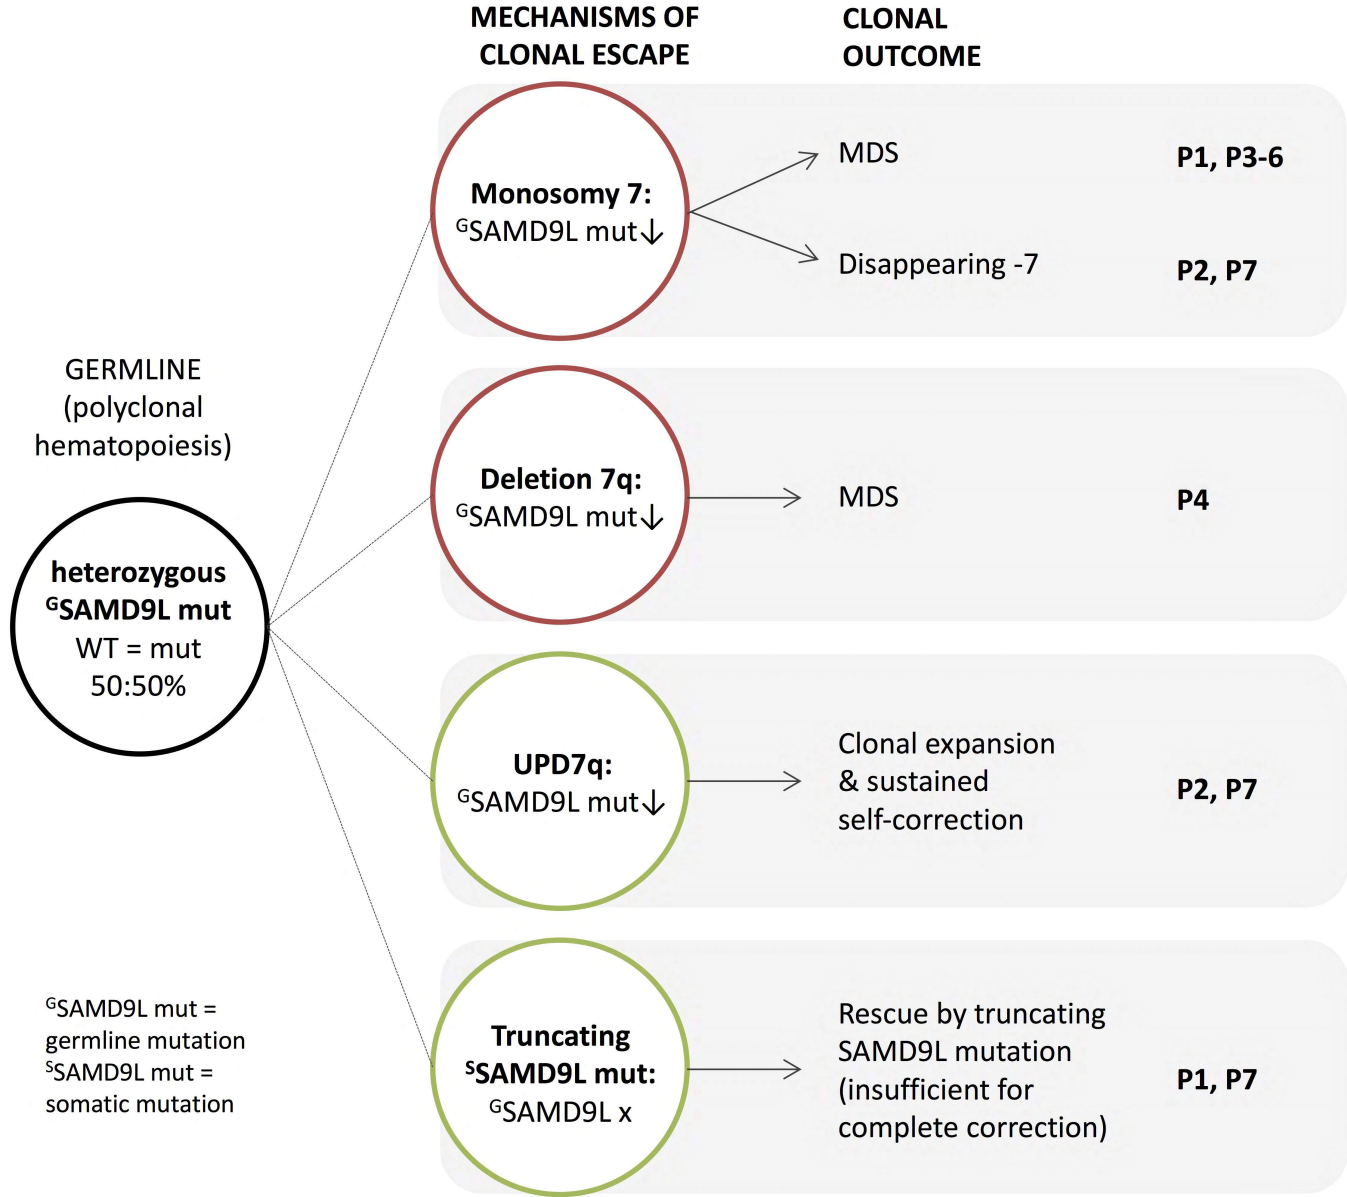 MECHANISMS OF
CLONAL ESCAPE
CLONAL
OUTCOME
Monosomy 7:
ᴳSAMD9L mut↓
MDS
P1, P3-6
Disappearing -7
P2, P7
GERMLINE
(polyclonal
hematopoiesis)
heterozygous
ᴳSAMD9L mut
WT = mut
50:50%
Deletion 7q:
ᴳSAMD9L mut↓
MDS
P4
UPD7q:
ᴳSAMD9L mut↓
Clonal expansion
& sustained
self-correction
P2, P7
Truncating
ˢSAMD9L mut:
ᴳSAMD9L x
Rescue by truncating
SAMD9L mutation
(insufficient for
complete correction)
P1, P7
ᴳSAMD9L mut =
germline mutation
ˢSAMD9L mut =
somatic mutation